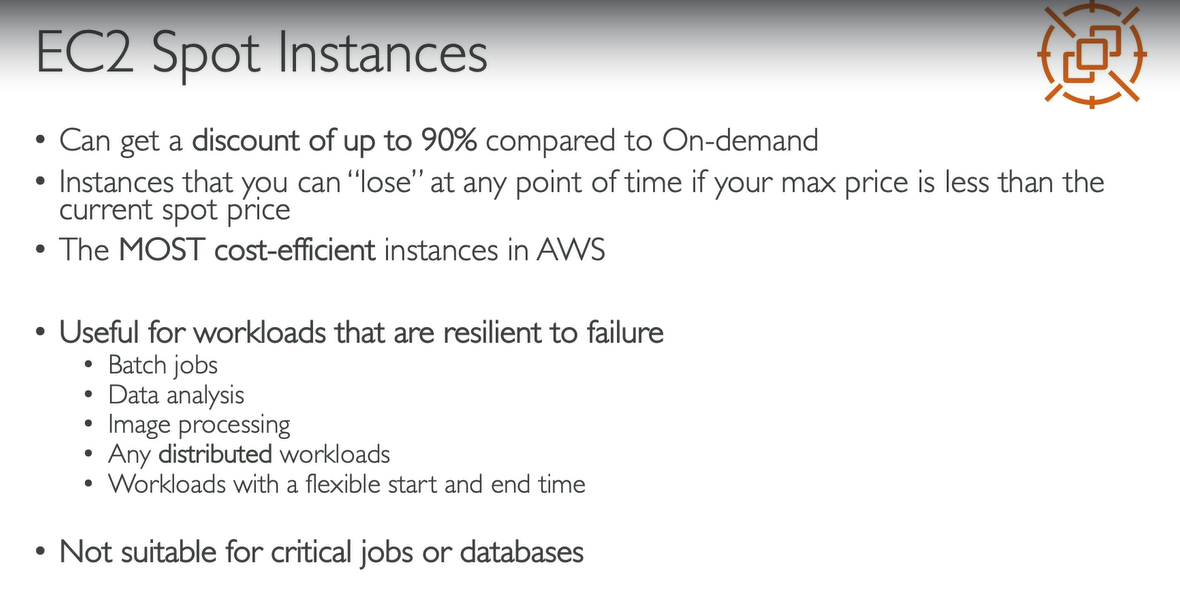 EC2 Spot Instances
• Can get a discount of up to 90% compared to On-demand
• Instances that you can “lose” at any point of time if your max price is less than the
current spot price
• The MOST cost-efficient instances in AWS
• Useful for workloads that are resilient to failure
• Batch jobs
• Data analysis
• Image processing
• Any distributed workloads
• Workloads with a flexible start and end time
• Not suitable for critical jobs or databases